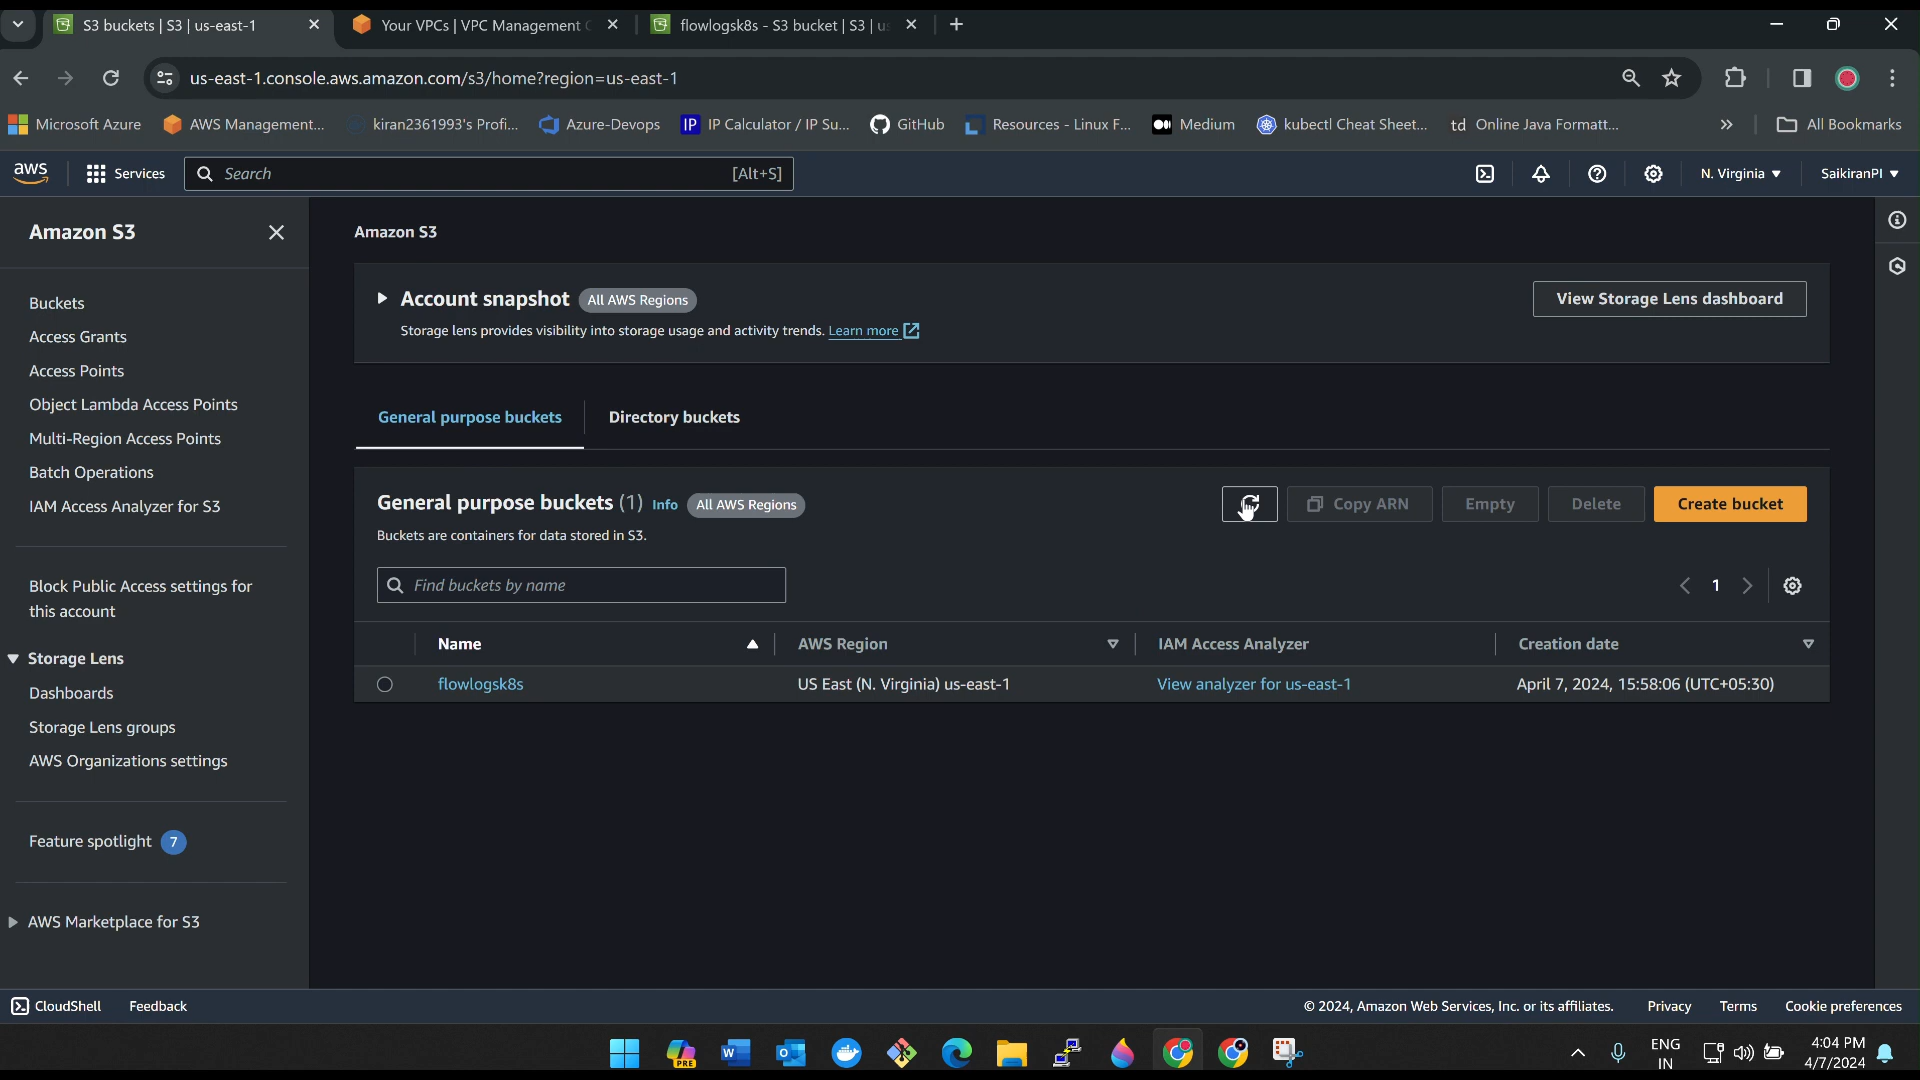 S3 buckets | S3 | us-east-1
Your VPCs | VPC Management C
flowlogsk8s - S3 bucket | S3 | us
us-east-1.console.aws.amazon.com/s3/home?region=us-east-1
Microsoft Azure
AWS Management...
kiran2361993's Profi...
Azure-Devops
IP
IP Calculator / IP Su...
GitHub
Resources - Linux F...
Medium
kubectl Cheat Sheet...
td
Online Java Formatt...
»
All Bookmarks
aws
Services
Search
[Alt+S]
N. Virginia
SaikiranPI
Amazon S3
Buckets
Access Grants
Access Points
Object Lambda Access Points
Multi-Region Access Points
Batch Operations
IAM Access Analyzer for S3
Block Public Access settings for
this account
Storage Lens
Dashboards
Storage Lens groups
AWS Organizations settings
Feature spotlight 7
AWS Marketplace for S3
Amazon S3
Account snapshot
All AWS Regions
View Storage Lens dashboard
Storage lens provides visibility into storage usage and activity trends. Learn more
General purpose buckets
Directory buckets
General purpose buckets (1) Info
All AWS Regions
Copy ARN
Empty
Delete
Create bucket
Buckets are containers for data stored in S3.
Find buckets by name
1
Name
AWS Region
IAM Access Analyzer
Creation date
flowlogsk8s
US East (N. Virginia) us-east-1
View analyzer for us-east-1
April 7, 2024, 15:58:06 (UTC+05:30)
CloudShell
Feedback
© 2024, Amazon Web Services, Inc. or its affiliates.
Privacy
Terms
Cookie preferences
PRE
ENG
IN
4:04 PM
4/7/2024